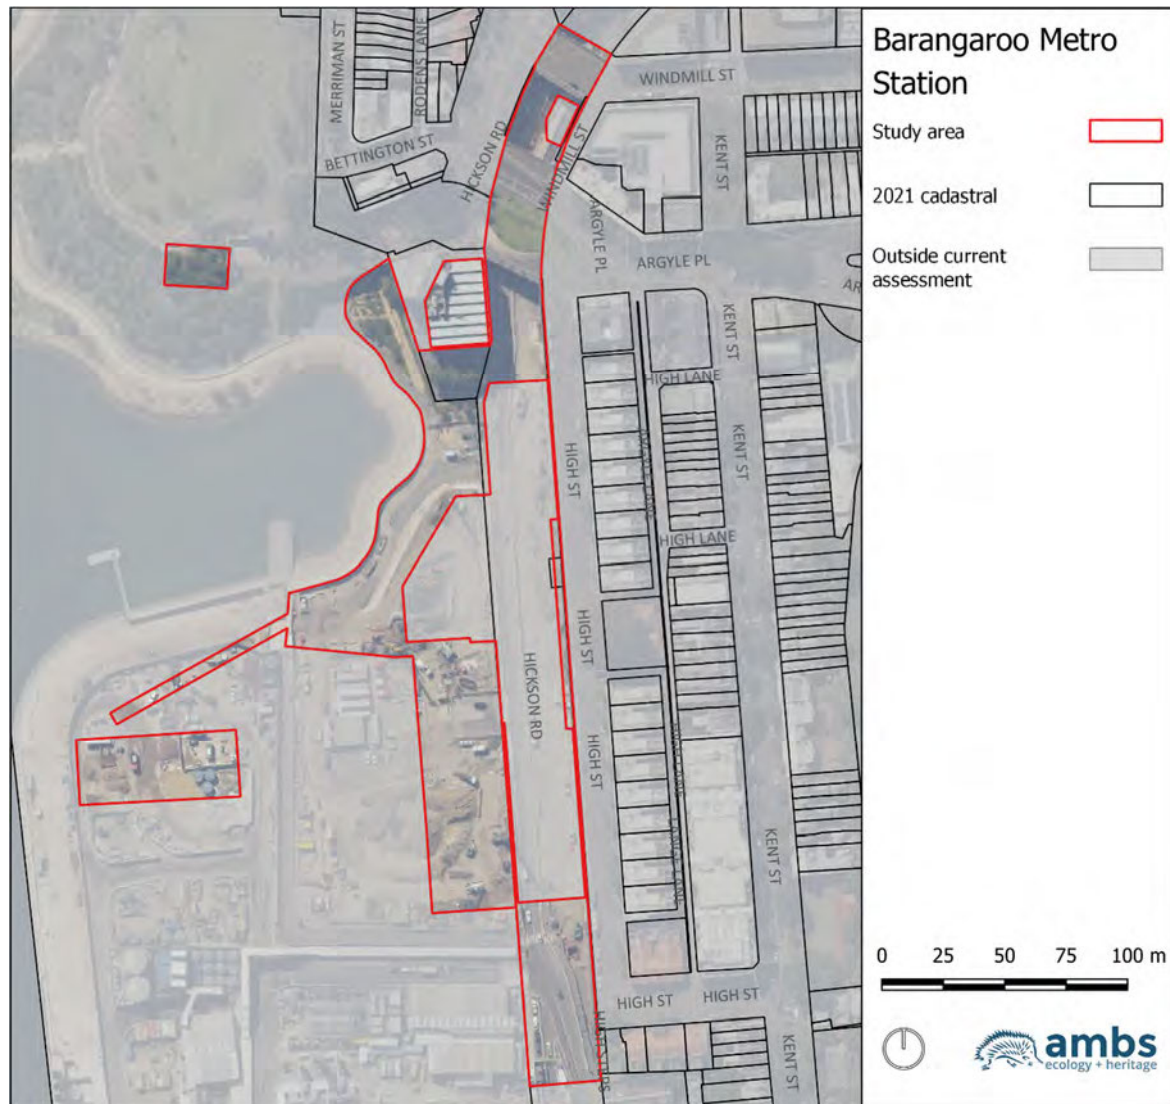 Barangaroo Metro
Station
Study area
2021 cadastral
Outside current
assessment
0 25 50 75 100 m
ambs
ecology + heritage
MERRIMAN ST
RODENS LANE
BETTINGTON ST
HICKSON RD
WINDMILL ST
WINDMILL ST
KENT ST
ARGYLE PL
ARGYLE PL
AR
KENT ST
HIGH LANE
HIGH ST
KENT ST
HIGH LANE
HIGH ST
HICKSON RD
HIGH ST
KENT ST
HIGH ST
HIGH ST
HIGH STEPS
KENT ST